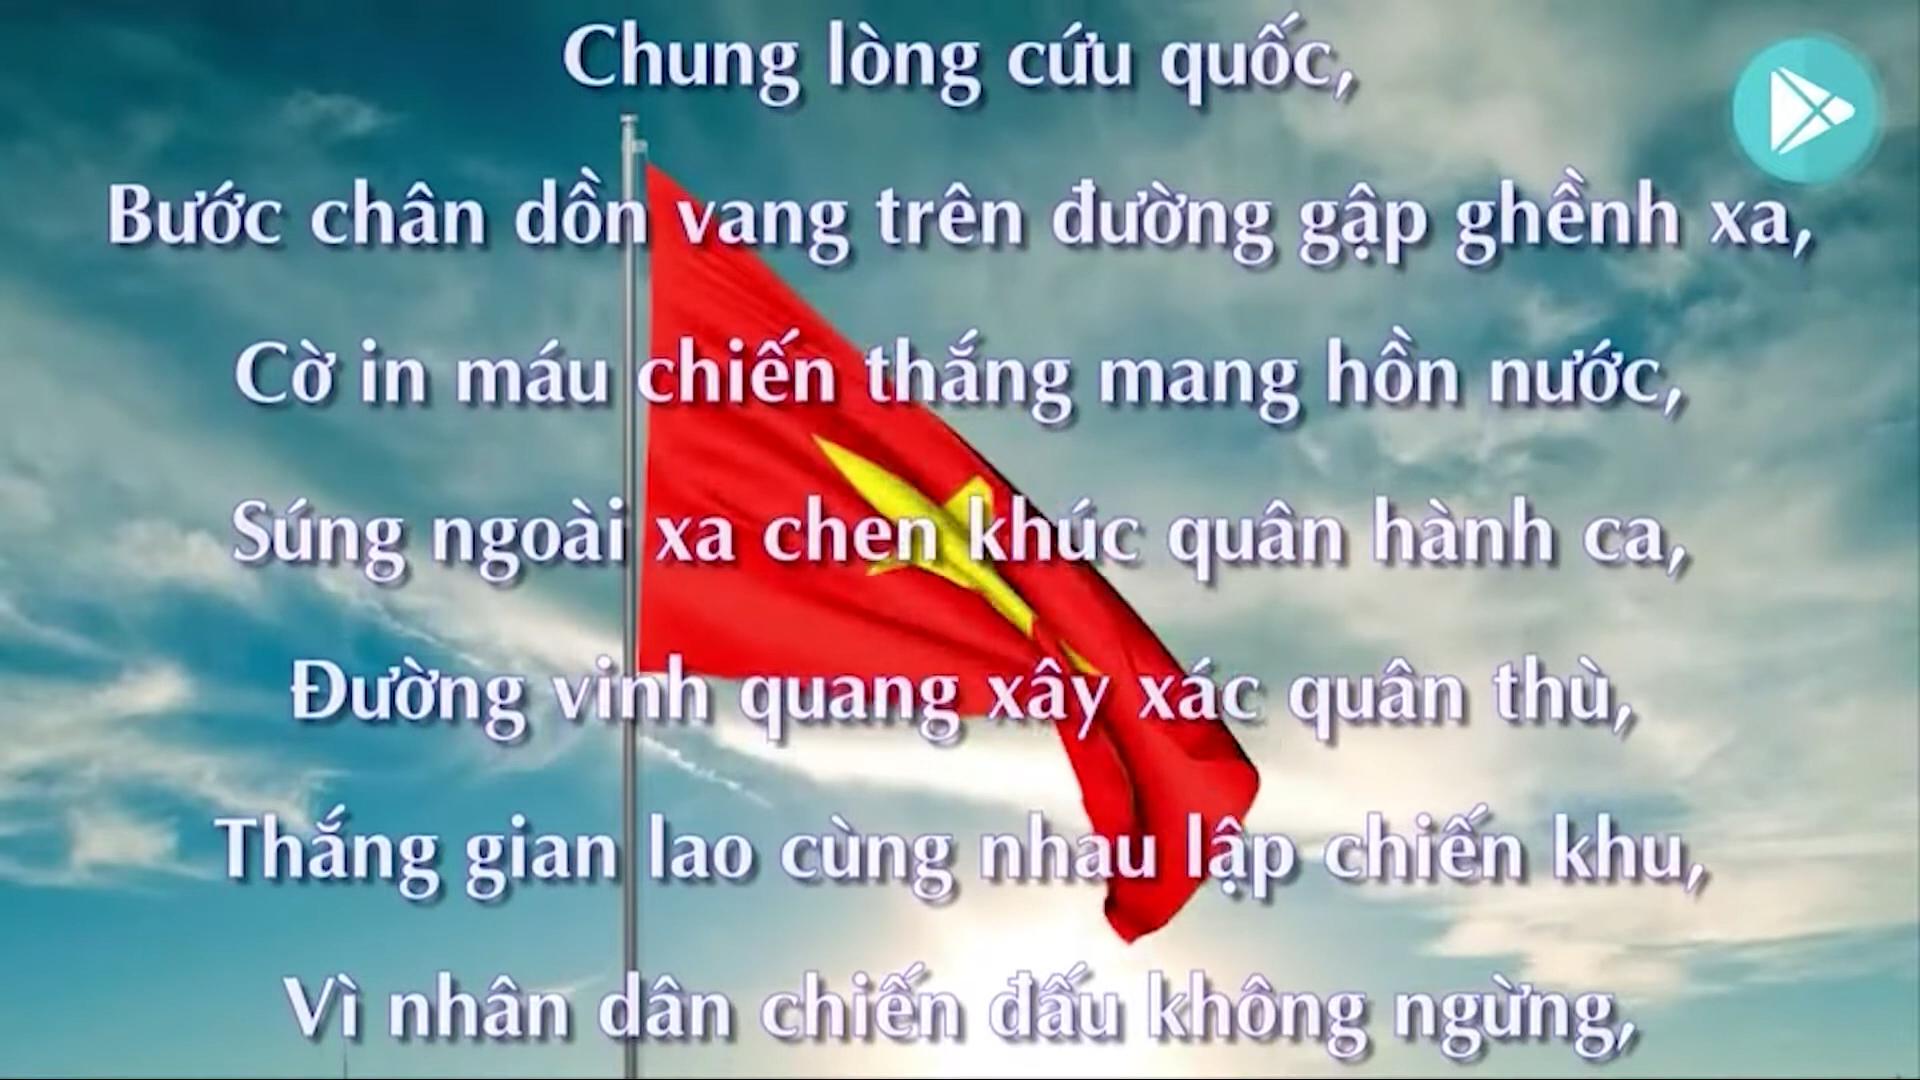 Chung lòng cứu quốc,
Bước chân dồn vang trên đường gập ghềnh xa,
Cờ in máu chiến thắng mang hồn nước,
Súng ngoài xa chen khúc quân hành ca,
Đường vinh quang xây xác quân thù,
Thắng gian lao cùng nhau lập chiến khu,
Vì nhân dân chiến đấu không ngừng,